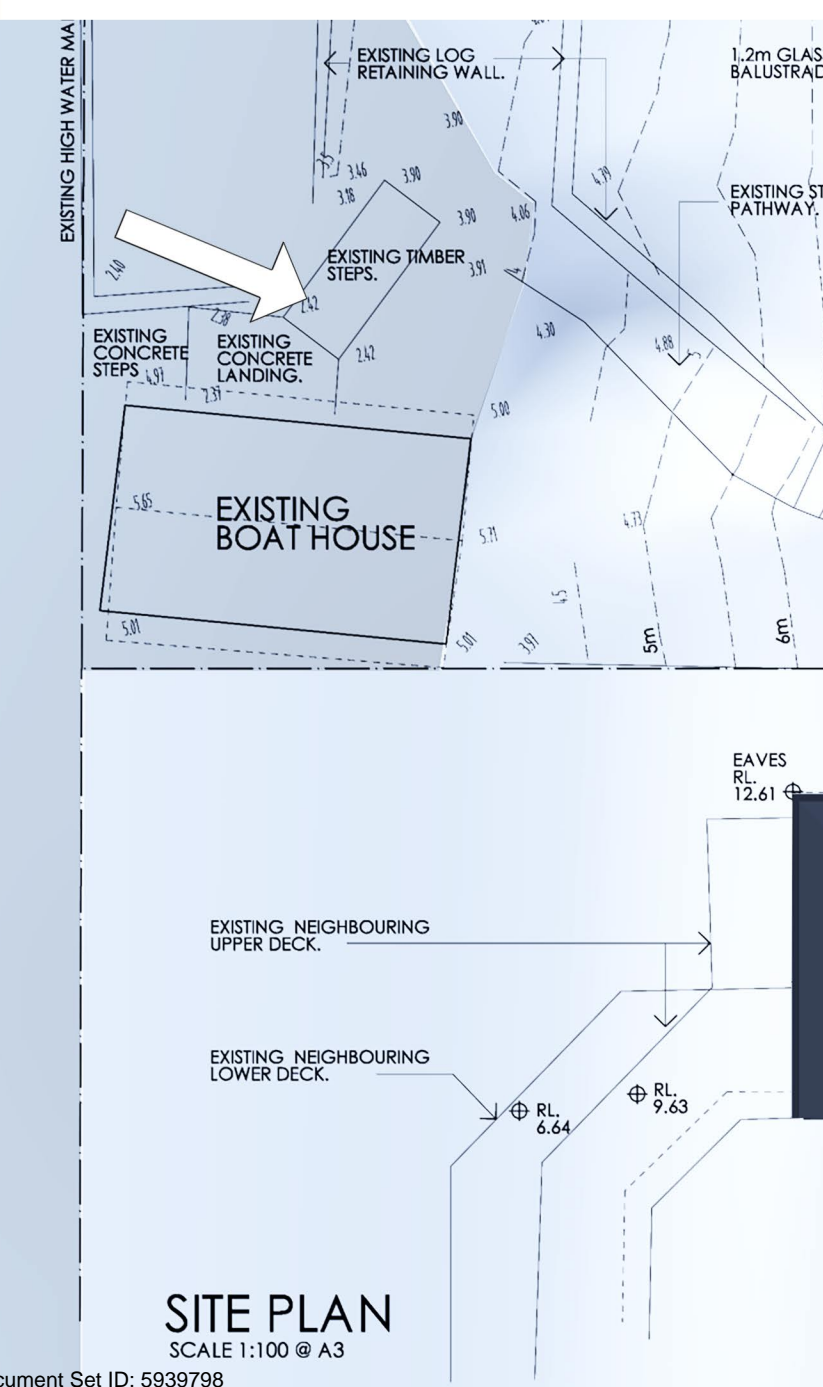 EXISTING HIGH WATER MA
EXISTING LOG
RETAINING WALL.
1.2m GLAS
BALUSTRAD
3.90
3.46
3.90
3.18
4.79
EXISTING ST
PATHWAY.
3.90
4.06
EXISTING TIMBER
STEPS.
3.91
4
2.40
2.42
2.38
4.30
4.88
5
EXISTING
CONCRETE
STEPS
EXISTING
CONCRETE
LANDING.
2.42
4.97
2.37
5.00
5.65
EXISTING
BOAT HOUSE
5.71
4.73
4.5
5.01
5.01
3.97
5m
6m
EAVES
RL.
12.61
EXISTING NEIGHBOURING
UPPER DECK.
EXISTING NEIGHBOURING
LOWER DECK.
RL.
6.64
RL.
9.63
SITE PLAN
SCALE 1:100 @ A3
cument Set ID: 5939798